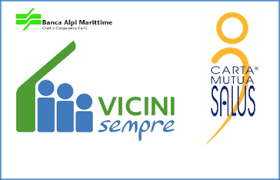 Banca Alpi Marittime
Credito Cooperativo Carrù
VICINI
sempre
CARTA®
MUTUA
SALUS